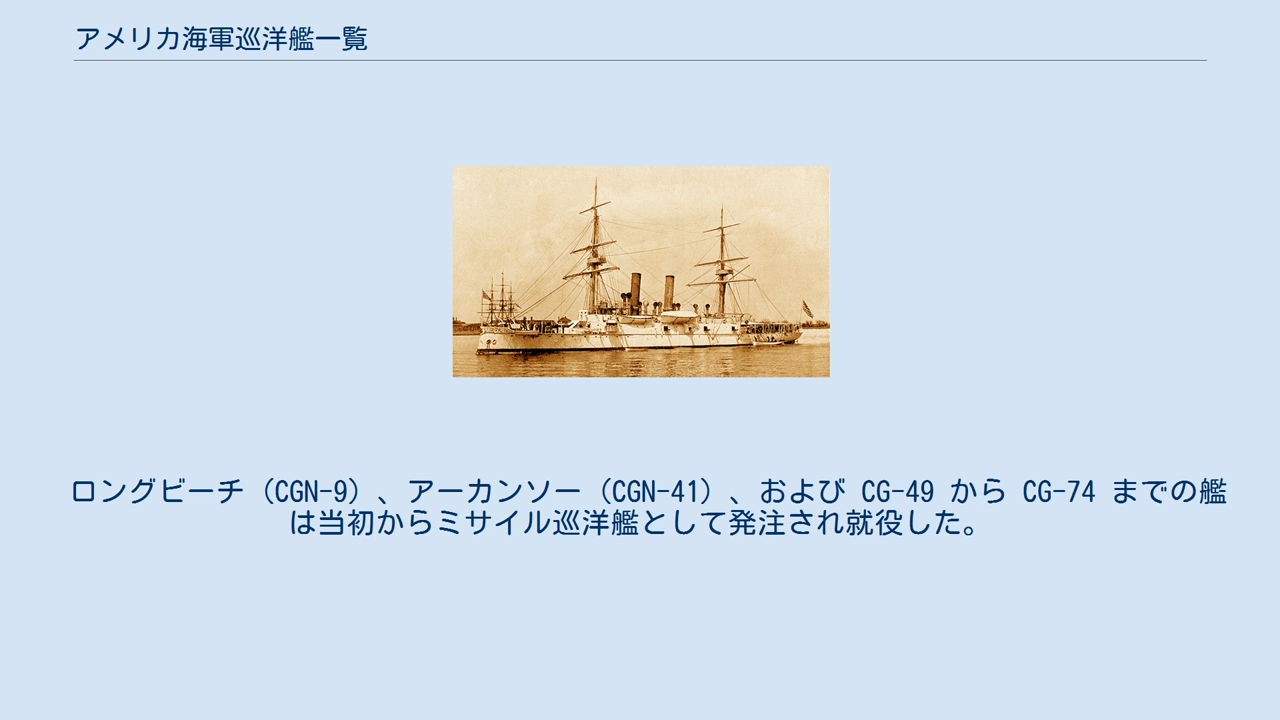 アメリカ海軍巡洋艦一覧
ロングビーチ（CGN-9）、アーカンソー（CGN-41）、および CG-49 から CG-74 までの艦
は当初からミサイル巡洋艦として発注され就役した。